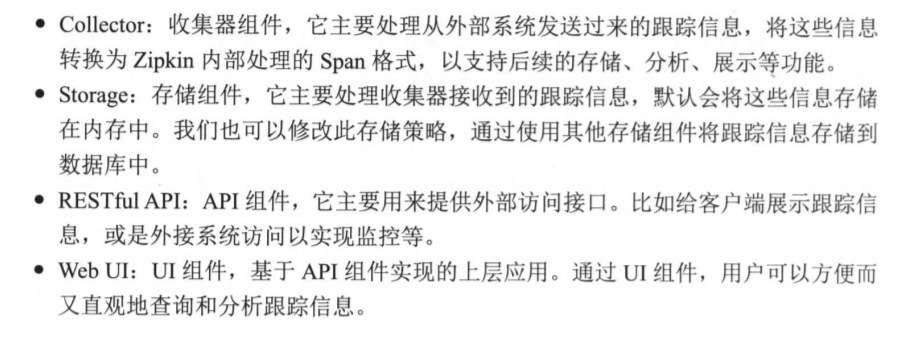 • Collector：收集器组件，它主要处理从外部系统发送过来的跟踪信息，将这些信息
转换为 Zipkin 内部处理的 Span 格式，以支持后续的存储、分析、展示等功能。
• Storage：存储组件，它主要处理收集器接收到的跟踪信息，默认会将这些信息存储
在内存中。我们也可以修改此存储策略，通过使用其他存储组件将跟踪信息存储到
数据库中。
• RESTful API：API 组件，它主要用来提供外部访问接口。比如给客户端展示跟踪信
息，或是外接系统访问以实现监控等。
• Web UI：UI 组件，基于 API 组件实现的上层应用。通过 UI 组件，用户可以方便而
又直观地查询和分析跟踪信息。